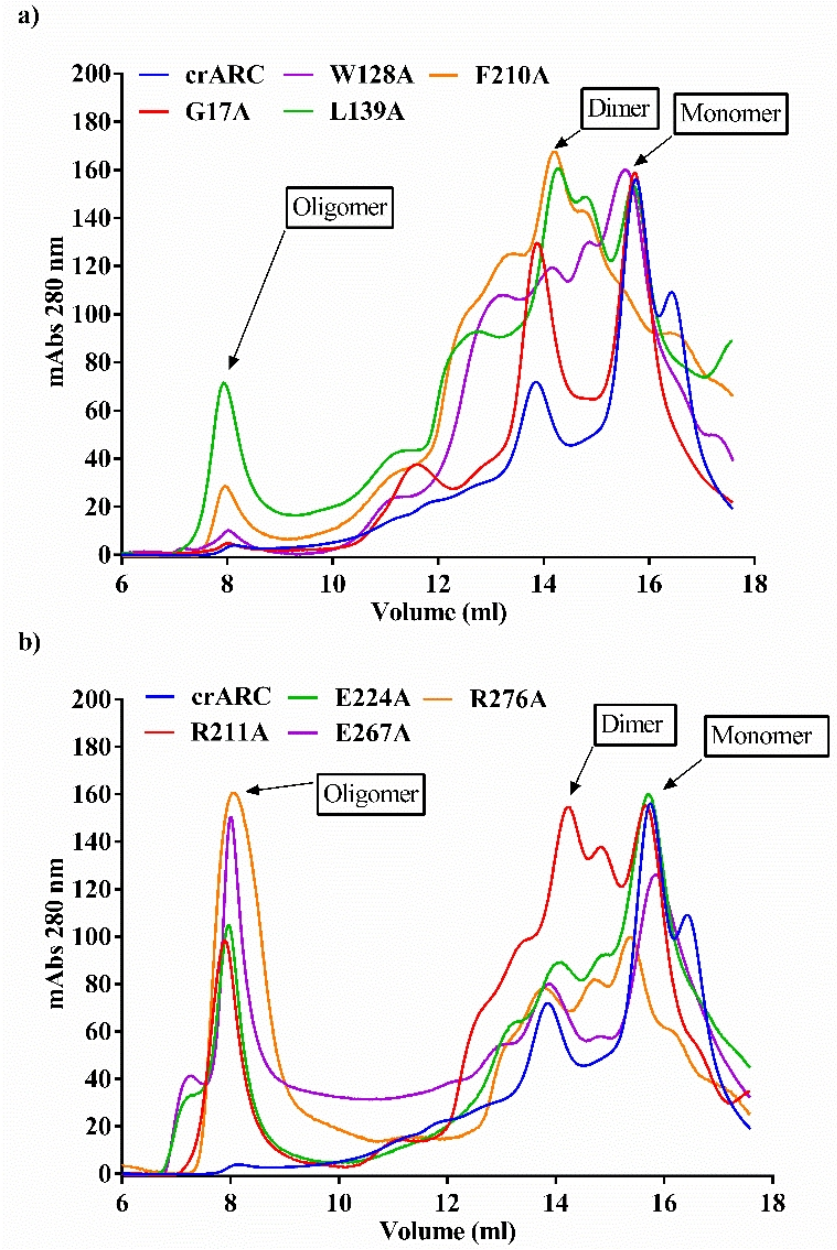 a)
200
180
160
140
120
100
80
60
40
20
0
mAbs 280 nm
crARC W128A F210A
G17A L139A
Dimer
Monomer
Oligomer
6 8 10 12 14 16 18
Volume (ml)
b)
200
180
160
140
120
100
80
60
40
20
0
mAbs 280 nm
crARC E224A R276A
R211A E267A
Dimer
Monomer
Oligomer
6 8 10 12 14 16 18
Volume (ml)